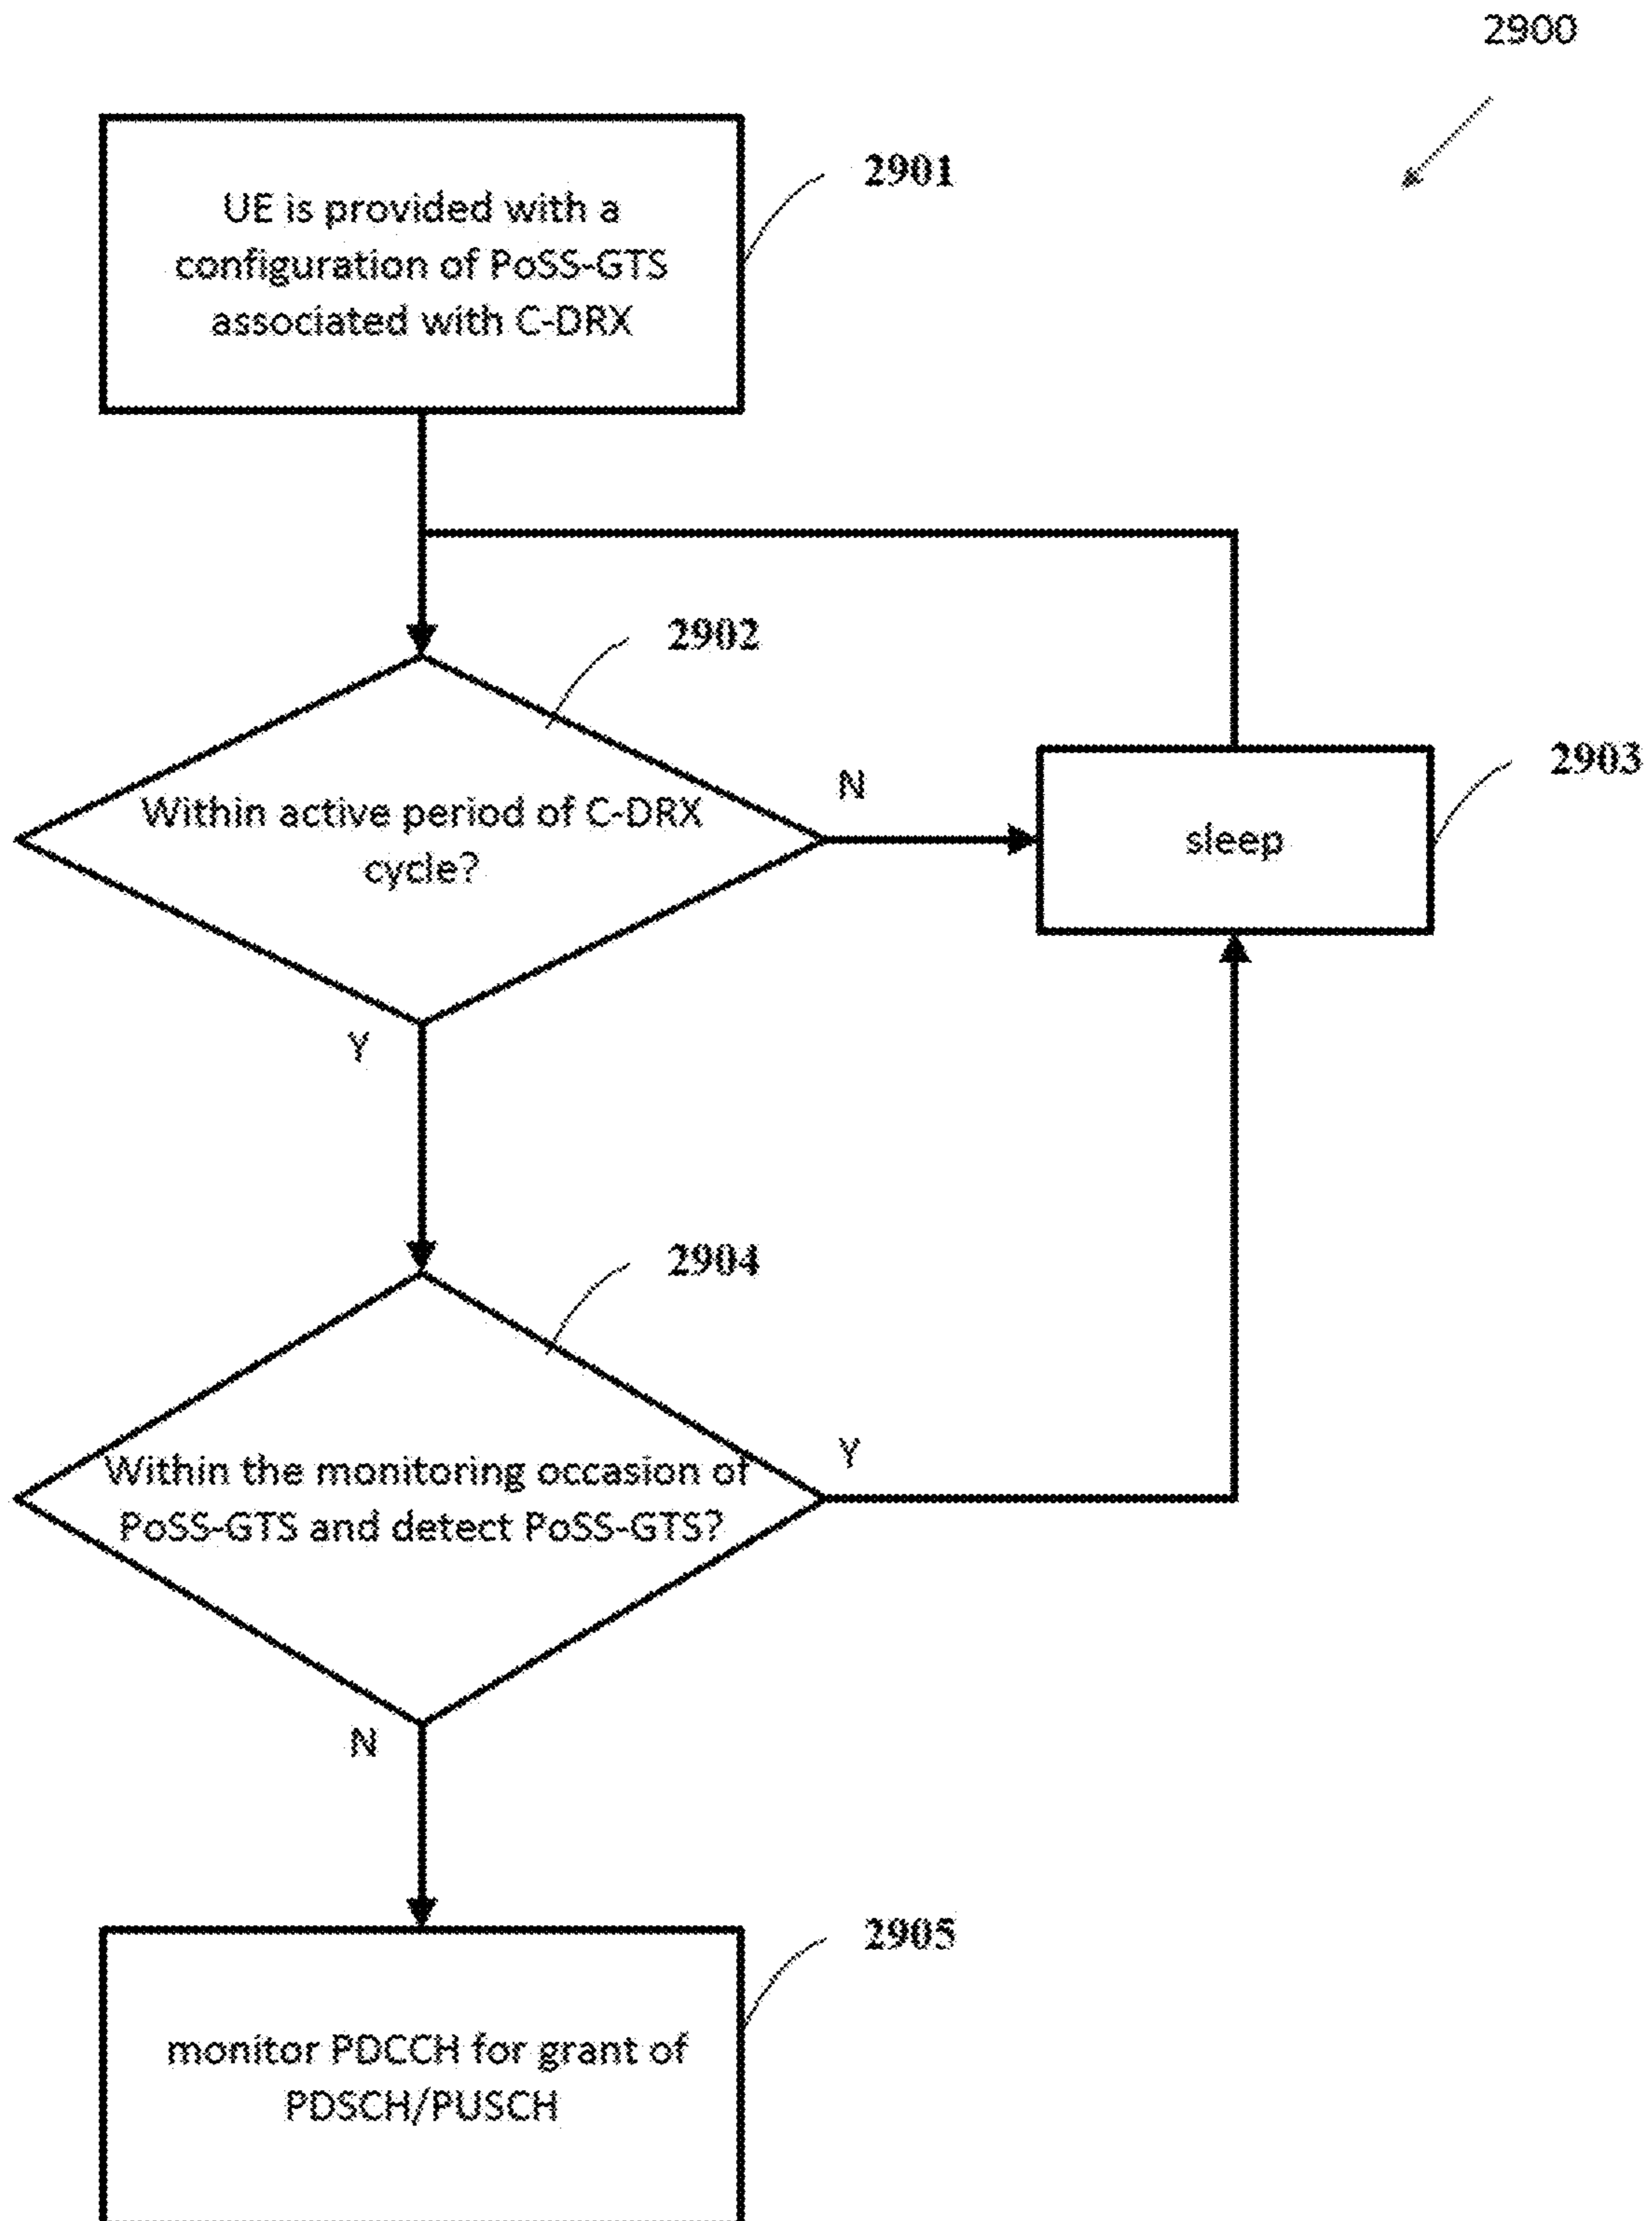 2900
UE is provided with a
configuration of PoSS-GTS
associated with C-DRX
2901
2902
Within active period of C-DRX
cycle?
N
2903
sleep
Y
2904
Within the monitoring occasion of
PoSS-GTS and detect PoSS-GTS?
Y
N
2905
monitor PDCCH for grant of
PDSCH/PUSCH